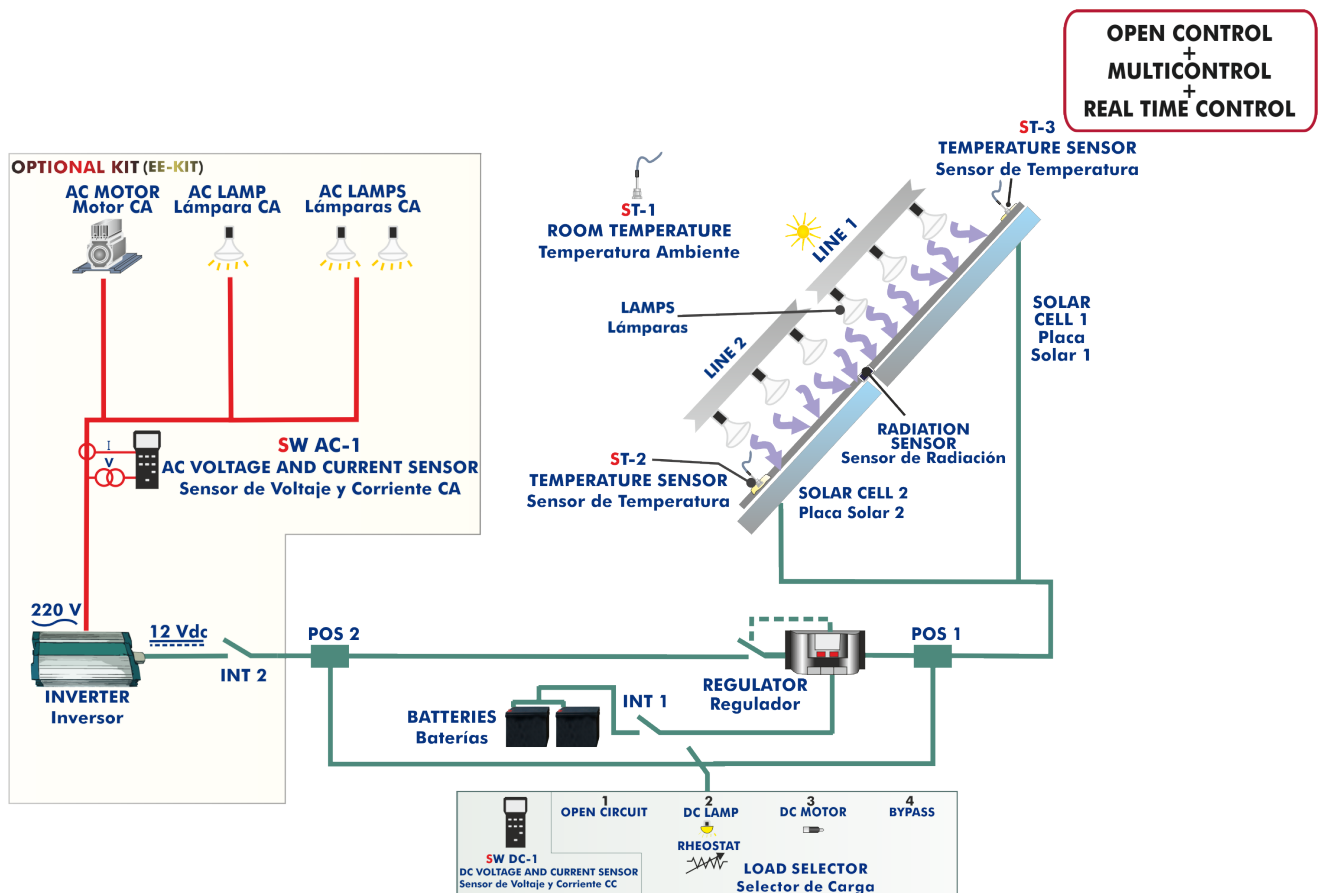 OPEN CONTROL
+
MULTICONTROL
+
REAL TIME CONTROL
ST-3
TEMPERATURE SENSOR
Sensor de Temperatura
OPTIONAL KIT (EE-KIT)
AC MOTOR
Motor CA
AC LAMP
Lámpara CA
AC LAMPS
Lámparas CA
ST-1
ROOM TEMPERATURE
Temperatura Ambiente
LINE 1
LAMPS
Lámparas
LINE 2
SOLAR
CELL 1
Placa
Solar 1
RADIATION
SENSOR
Sensor de Radiación
I
V
SW AC-1
AC VOLTAGE AND CURRENT SENSOR
Sensor de Voltaje y Corriente CA
ST-2
TEMPERATURE SENSOR
Sensor de Temperatura
SOLAR CELL 2
Placa Solar 2
220 V
12 Vdc
POS 2
POS 1
INT 2
INVERTER
Inversor
REGULATOR
Regulador
INT 1
BATTERIES
Baterías
1
OPEN CIRCUIT
2
DC LAMP
3
DC MOTOR
4
BYPASS
RHEOSTAT
SW DC-1
DC VOLTAGE AND CURRENT SENSOR
Sensor de Voltaje y Corriente CC
LOAD SELECTOR
Selector de Carga